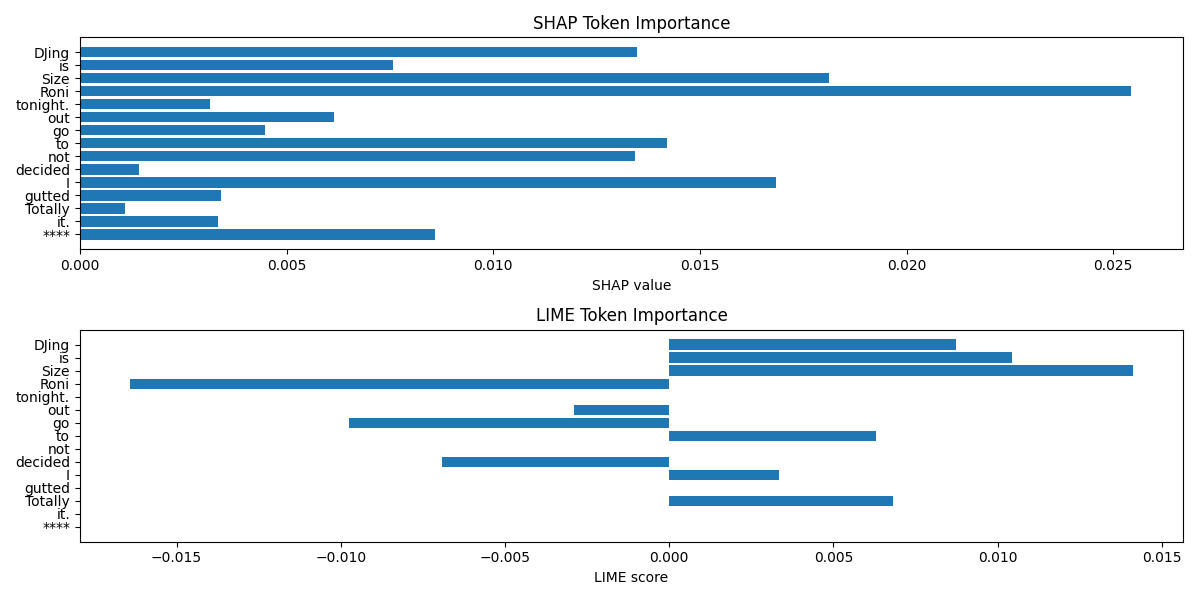 SHAP Token Importance
DJing
is
Size
Roni
tonight.
out
go
to
not
decided
I
gutted
Totally
it.
****
0.000 0.005 0.010 0.015 0.020 0.025
SHAP value
LIME Token Importance
DJing
is
Size
Roni
tonight.
out
go
to
not
decided
I
gutted
Totally
it.
****
−0.015 −0.010 −0.005 0.000 0.005 0.010 0.015
LIME score